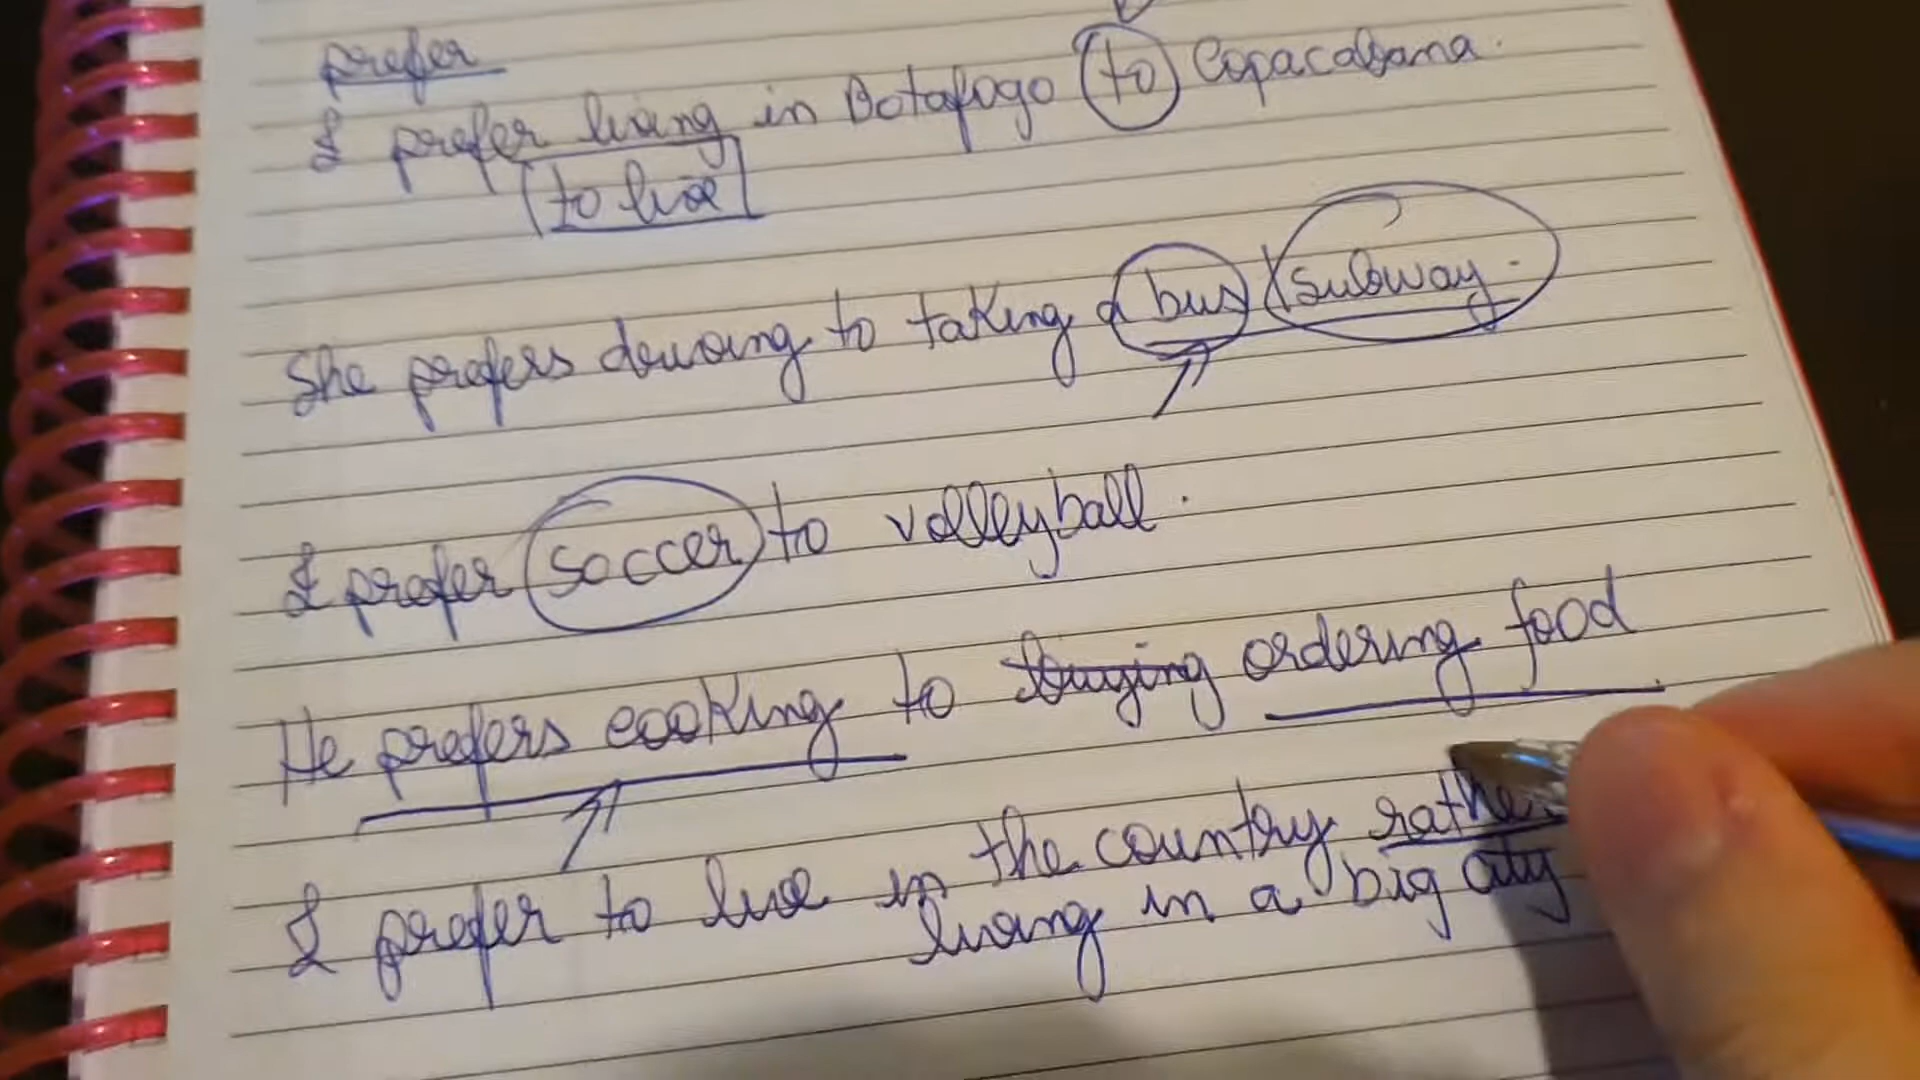 prefer
I prefer living in Botafogo to Copacabana.
to live
She prefers driving to taking a bus / subway.
I prefer soccer to volleyball.
He prefers cooking to buying ordering food
I prefer to live in the country rather
living in a big city